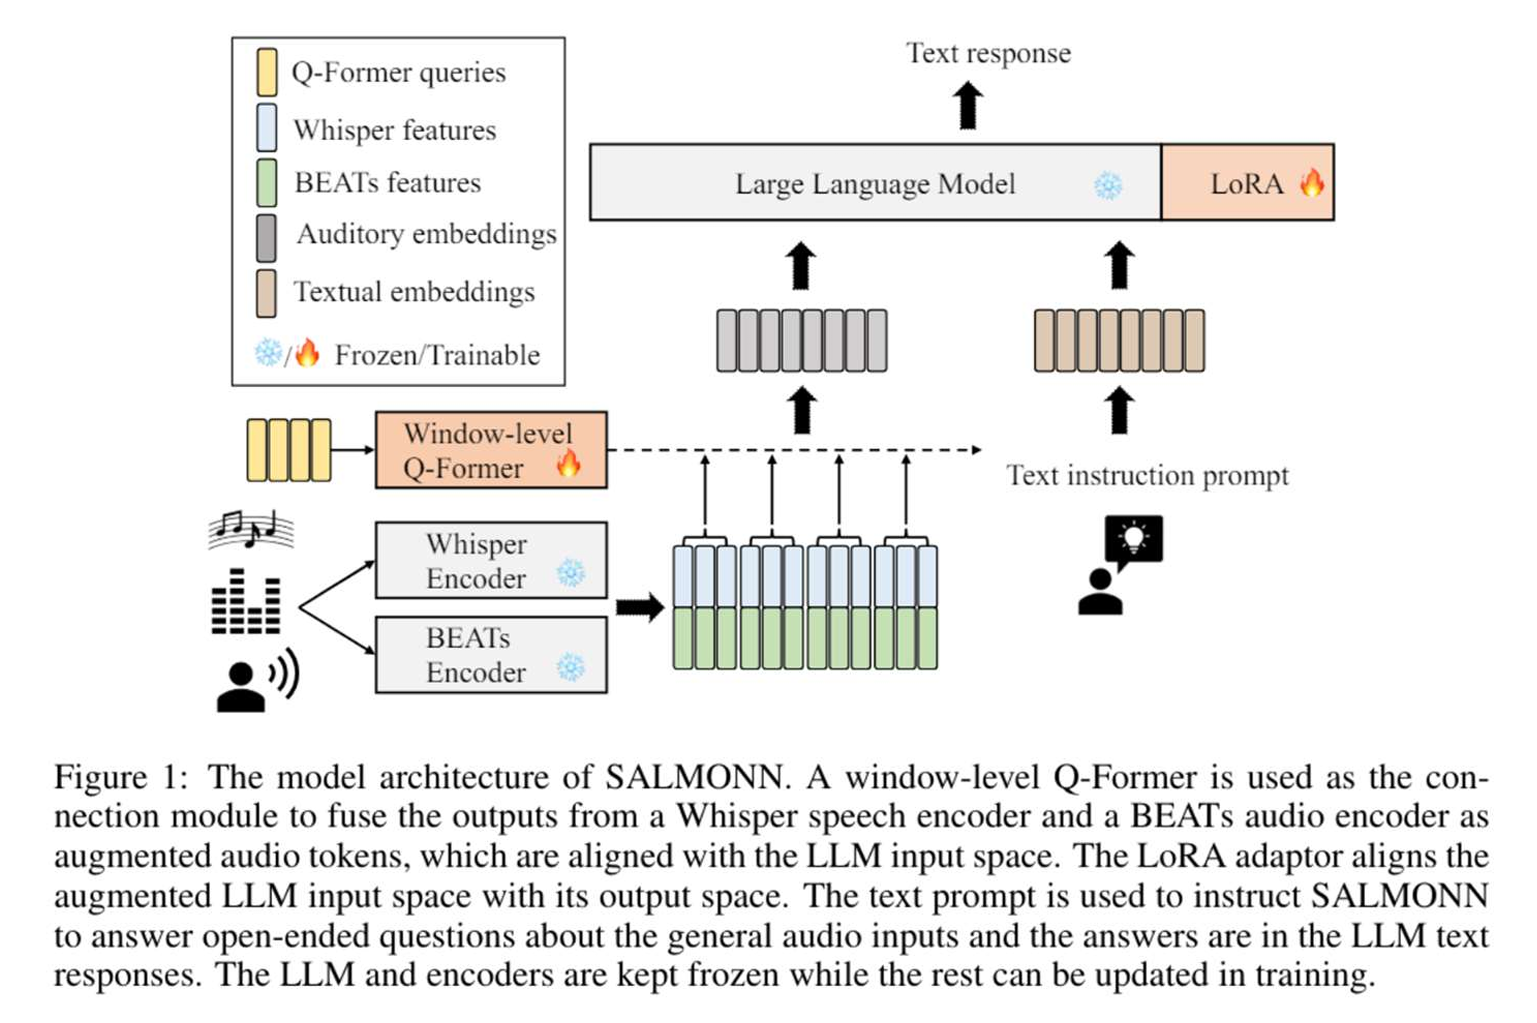 Q-Former queries
Whisper features
BEATs features
Auditory embeddings
Textual embeddings
/ Frozen/Trainable
Text response
Large Language Model
LoRA
Window-level
Q-Former
Text instruction prompt
Whisper
Encoder
BEATs
Encoder
Figure 1: The model architecture of SALMONN. A window-level Q-Former is used as the con-
nection module to fuse the outputs from a Whisper speech encoder and a BEATs audio encoder as
augmented audio tokens, which are aligned with the LLM input space. The LoRA adaptor aligns the
augmented LLM input space with its output space. The text prompt is used to instruct SALMONN
to answer open-ended questions about the general audio inputs and the answers are in the LLM text
responses. The LLM and encoders are kept frozen while the rest can be updated in training.